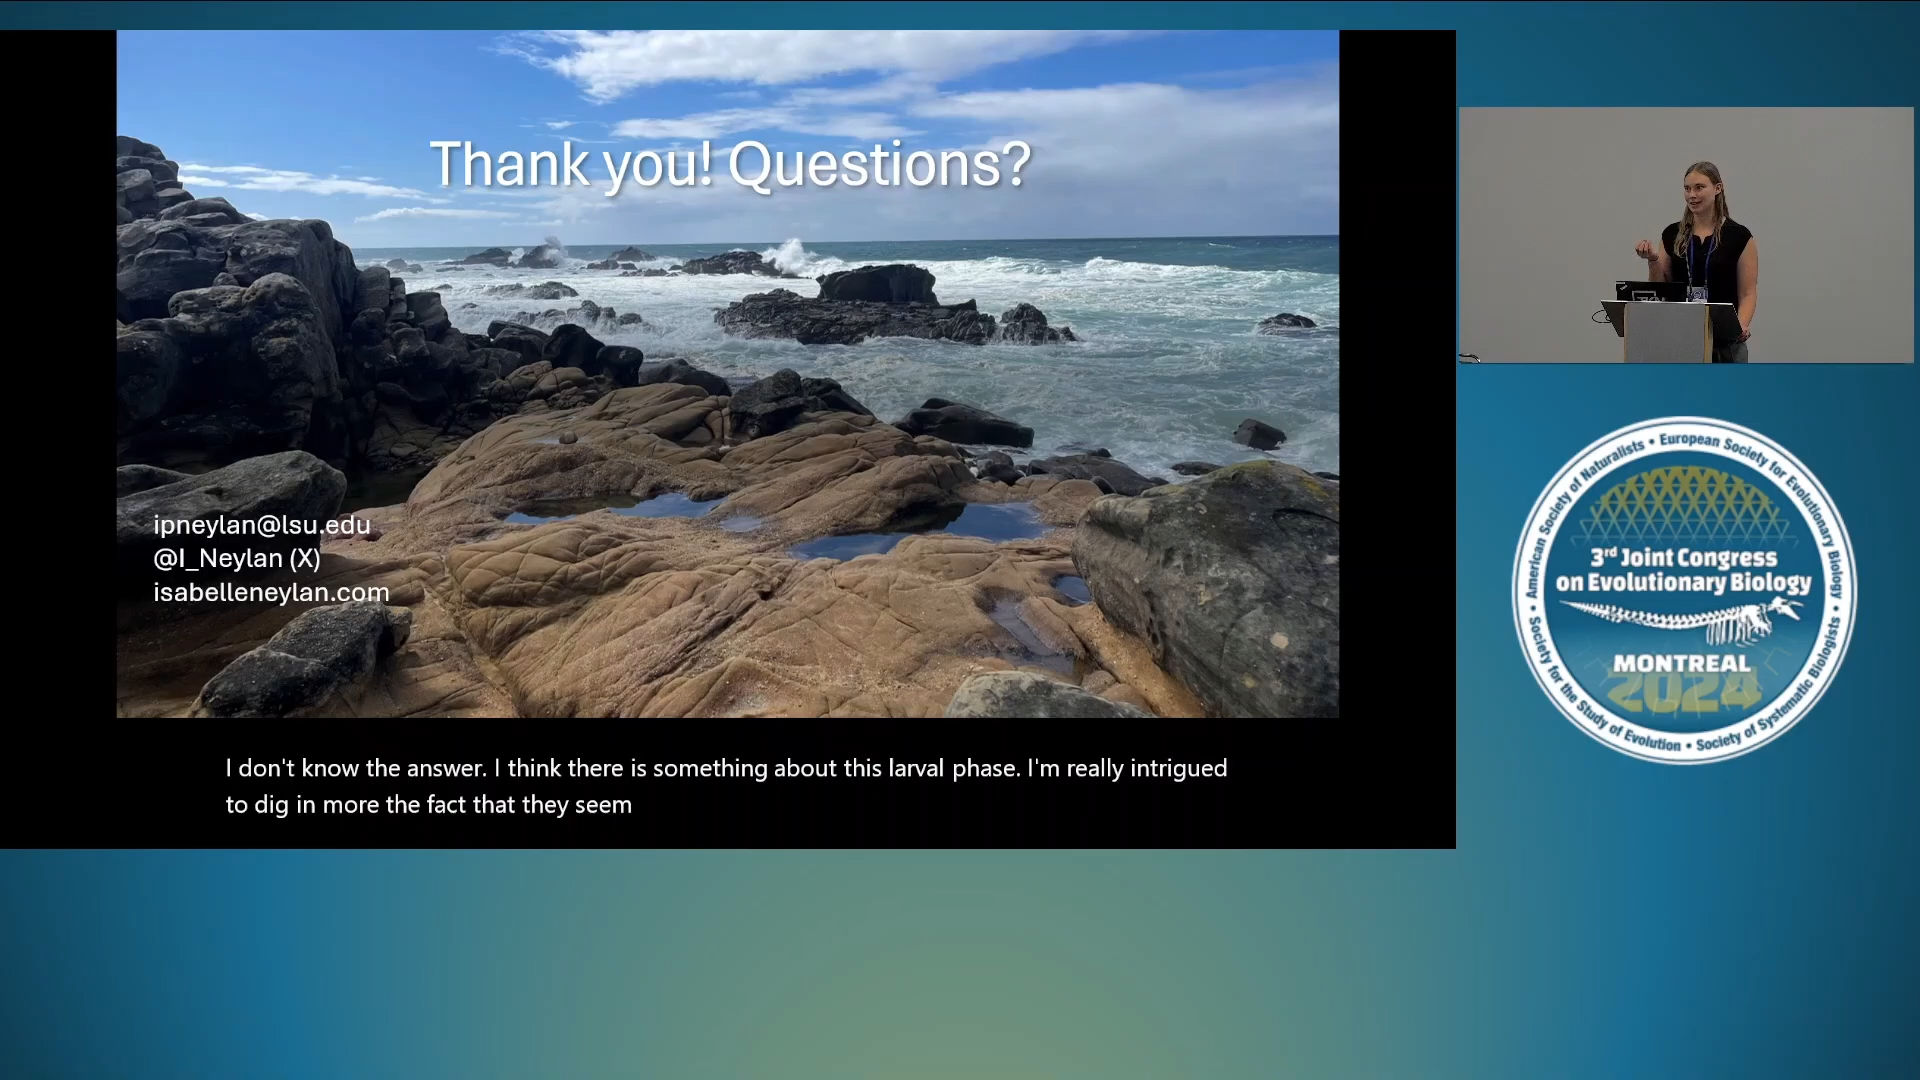 Thank you! Questions?
ipneylan@lsu.edu
@I_Neylan (X)
isabelleneylan.com
I don't know the answer. I think there is something about this larval phase. I'm really intrigued
to dig in more the fact that they seem
American Society of Naturalists • European Society for Evolutionary Biology •
Society for the Study of Evolution • Society of Systematic Biologists •
3rd Joint Congress
on Evolutionary Biology
MONTREAL
2024